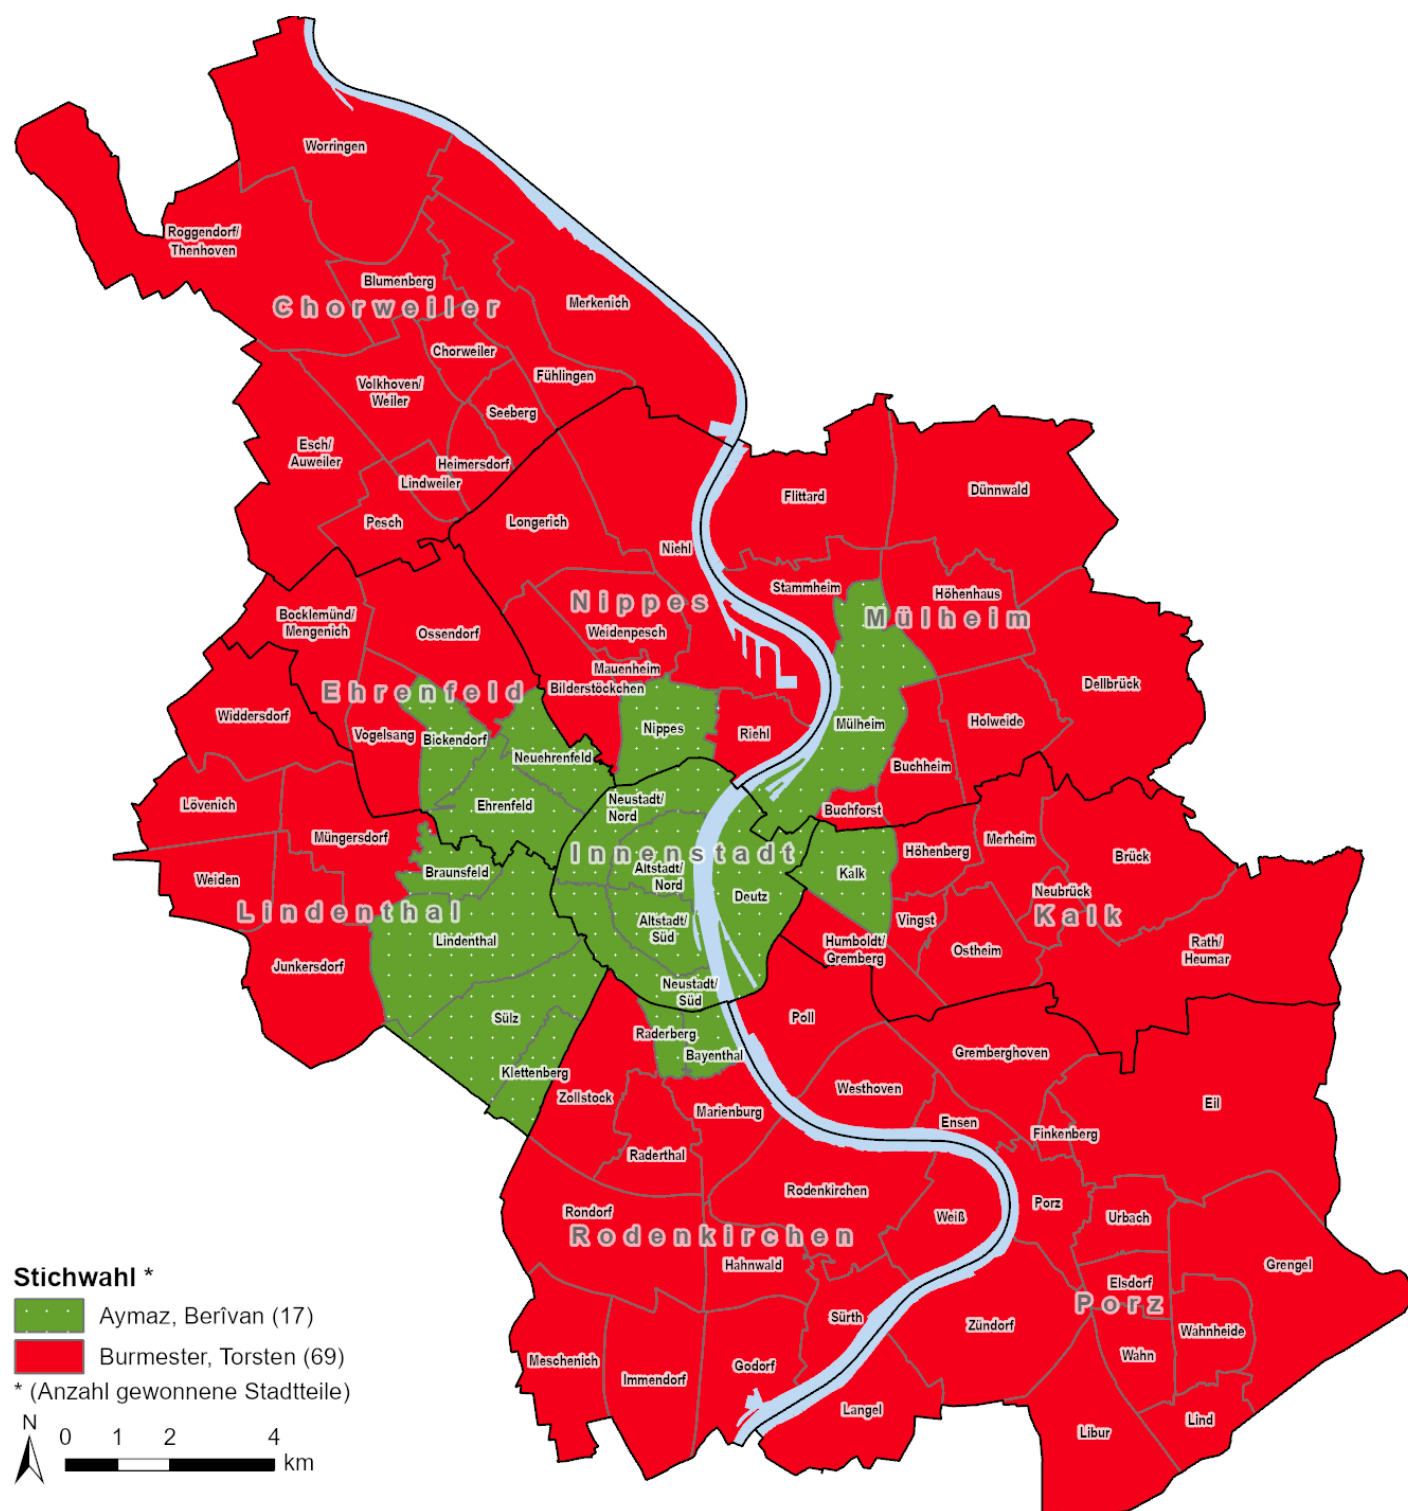 Worringen
Roggendorf/
Thenhoven
Blumenberg
Chorweiler
Merkenich
Chorweiler
Fühlingen
Volkhoven/
Weiler
Seeberg
Esch/
Auweiler
Heimersdorf
Lindweiler
Pesch
Longerich
Niehl
Flittard
Dünnwald
Stammheim
Höhenhaus
Nippes
Mülheim
Bocklemünd/
Mengenich
Ossendorf
Weidenpesch
Mauenheim
Bilderstöckchen
Dellbrück
Ehrenfeld
Widdersdorf
Vogelsang
Bickendorf
Nippes
Riehl
Mülheim
Holweide
Neuehrenfeld
Buchheim
Lövenich
Ehrenfeld
Neustadt/
Nord
Buchforst
Müngersdorf
Höhenberg
Merheim
Brück
Innenstadt
Weiden
Braunsfeld
Altstadt/
Nord
Deutz
Kalk
Neubrück
Lindenthal
Kalk
Lindenthal
Altstadt/
Süd
Vingst
Humboldt/
Gremberg
Ostheim
Rath/
Heumar
Junkersdorf
Neustadt/
Süd
Sülz
Raderberg
Bayenthal
Poll
Gremberghoven
Klettenberg
Zollstock
Marienburg
Westhoven
Ensen
Finkenberg
Eil
Raderthal
Rodenkirchen
Rondorf
Weiß
Porz
Urbach
Rodenkirchen
Hahnwald
Grengel
Elsdorf
Porz
Sürth
Zündorf
Wahnheide
Wahn
Meschenich
Immendorf
Godorf
Langel
Libur
Lind
Stichwahl *
Aymaz, Berîvan (17)
Burmester, Torsten (69)
* (Anzahl gewonnene Stadtteile)
N
0 1 2 4
km